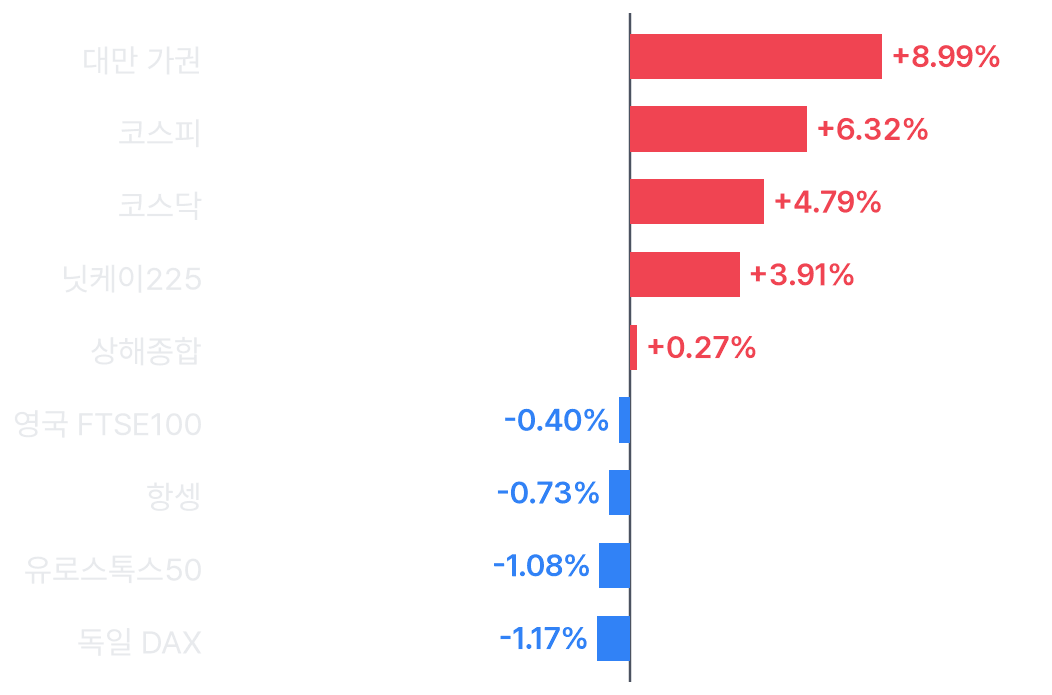 대만 가권 +8.99%
코스피 +6.32%
코스닥 +4.79%
닛케이225 +3.91%
상해종합 +0.27%
영국 FTSE100 -0.40%
항셍 -0.73%
유로스톡스50 -1.08%
독일 DAX -1.17%